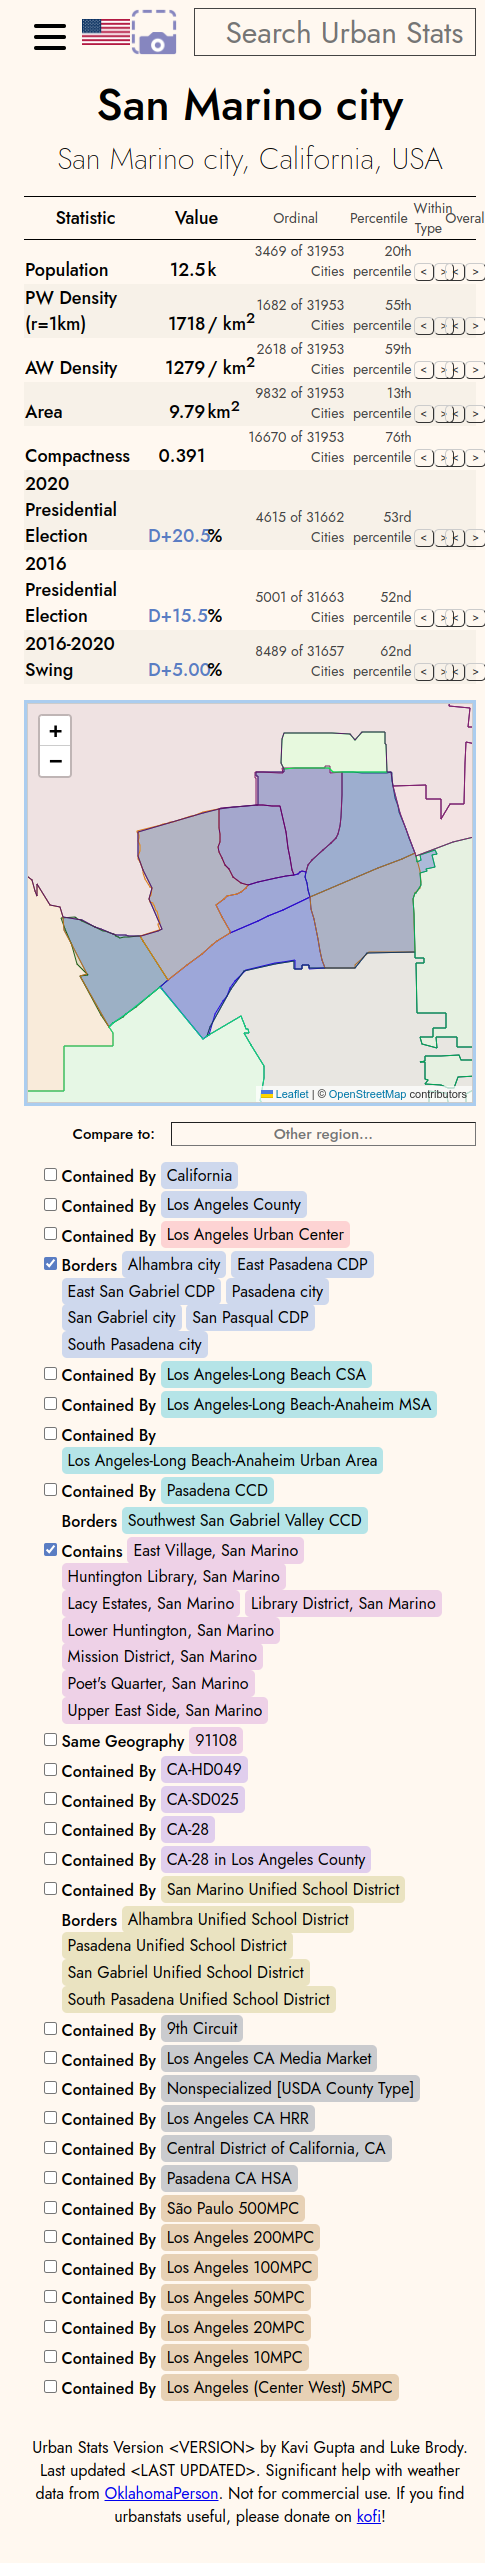 Search Urban Stats
San Marino city
San Marino city, California, USA
Statistic Value Ordinal Percentile Within Type Overal
Population 12.5k 3469 of 31953 Cities 20th percentile < > < >
PW Density (r=1km) 1718 / km² 1682 of 31953 Cities 55th percentile < > < >
AW Density 1279 / km² 2618 of 31953 Cities 59th percentile < > < >
Area 9.79 km² 9832 of 31953 Cities 13th percentile < > < >
Compactness 0.391 16670 of 31953 Cities 76th percentile < > < >
2020 Presidential Election D+20.5% 4615 of 31662 Cities 53rd percentile < > < >
2016 Presidential Election D+15.5% 5001 of 31663 Cities 52nd percentile < > < >
2016-2020 Swing D+5.00% 8489 of 31657 Cities 62nd percentile < > < >
+
−
Leaflet | © OpenStreetMap contributors
Compare to: Other region...
Contained By California
Contained By Los Angeles County
Contained By Los Angeles Urban Center
Borders Alhambra city East Pasadena CDP
East San Gabriel CDP Pasadena city
San Gabriel city San Pasqual CDP
South Pasadena city
Contained By Los Angeles-Long Beach CSA
Contained By Los Angeles-Long Beach-Anaheim MSA
Contained By
Los Angeles-Long Beach-Anaheim Urban Area
Contained By Pasadena CCD
Borders Southwest San Gabriel Valley CCD
Contains East Village, San Marino
Huntington Library, San Marino
Lacy Estates, San Marino Library District, San Marino
Lower Huntington, San Marino
Mission District, San Marino
Poet's Quarter, San Marino
Upper East Side, San Marino
Same Geography 91108
Contained By CA-HD049
Contained By CA-SD025
Contained By CA-28
Contained By CA-28 in Los Angeles County
Contained By San Marino Unified School District
Borders Alhambra Unified School District
Pasadena Unified School District
San Gabriel Unified School District
South Pasadena Unified School District
Contained By 9th Circuit
Contained By Los Angeles CA Media Market
Contained By Nonspecialized [USDA County Type]
Contained By Los Angeles CA HRR
Contained By Central District of California, CA
Contained By Pasadena CA HSA
Contained By São Paulo 500MPC
Contained By Los Angeles 200MPC
Contained By Los Angeles 100MPC
Contained By Los Angeles 50MPC
Contained By Los Angeles 20MPC
Contained By Los Angeles 10MPC
Contained By Los Angeles (Center West) 5MPC
Urban Stats Version <VERSION> by Kavi Gupta and Luke Brody.
Last updated <LAST UPDATED>. Significant help with weather
data from OklahomaPerson. Not for commercial use. If you find
urbanstats useful, please donate on kofi!